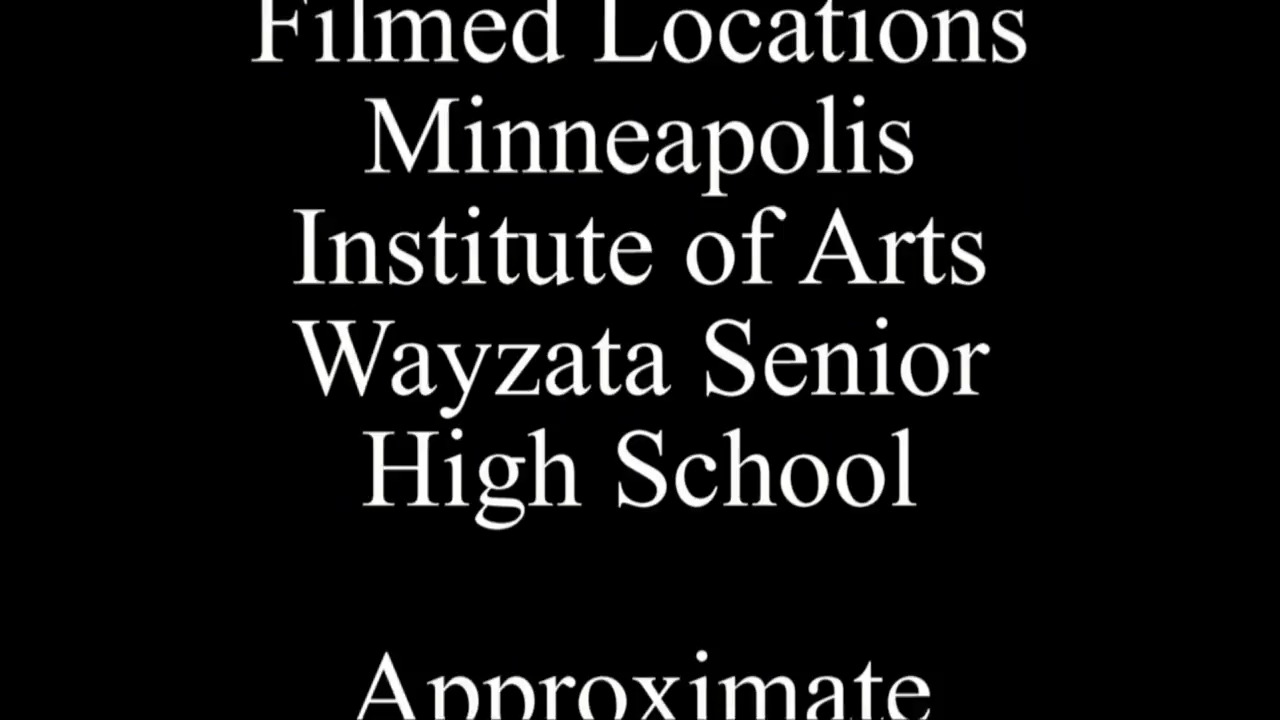 Filmed Locations
Minneapolis
Institute of Arts
Wayzata Senior
High School
Approximate